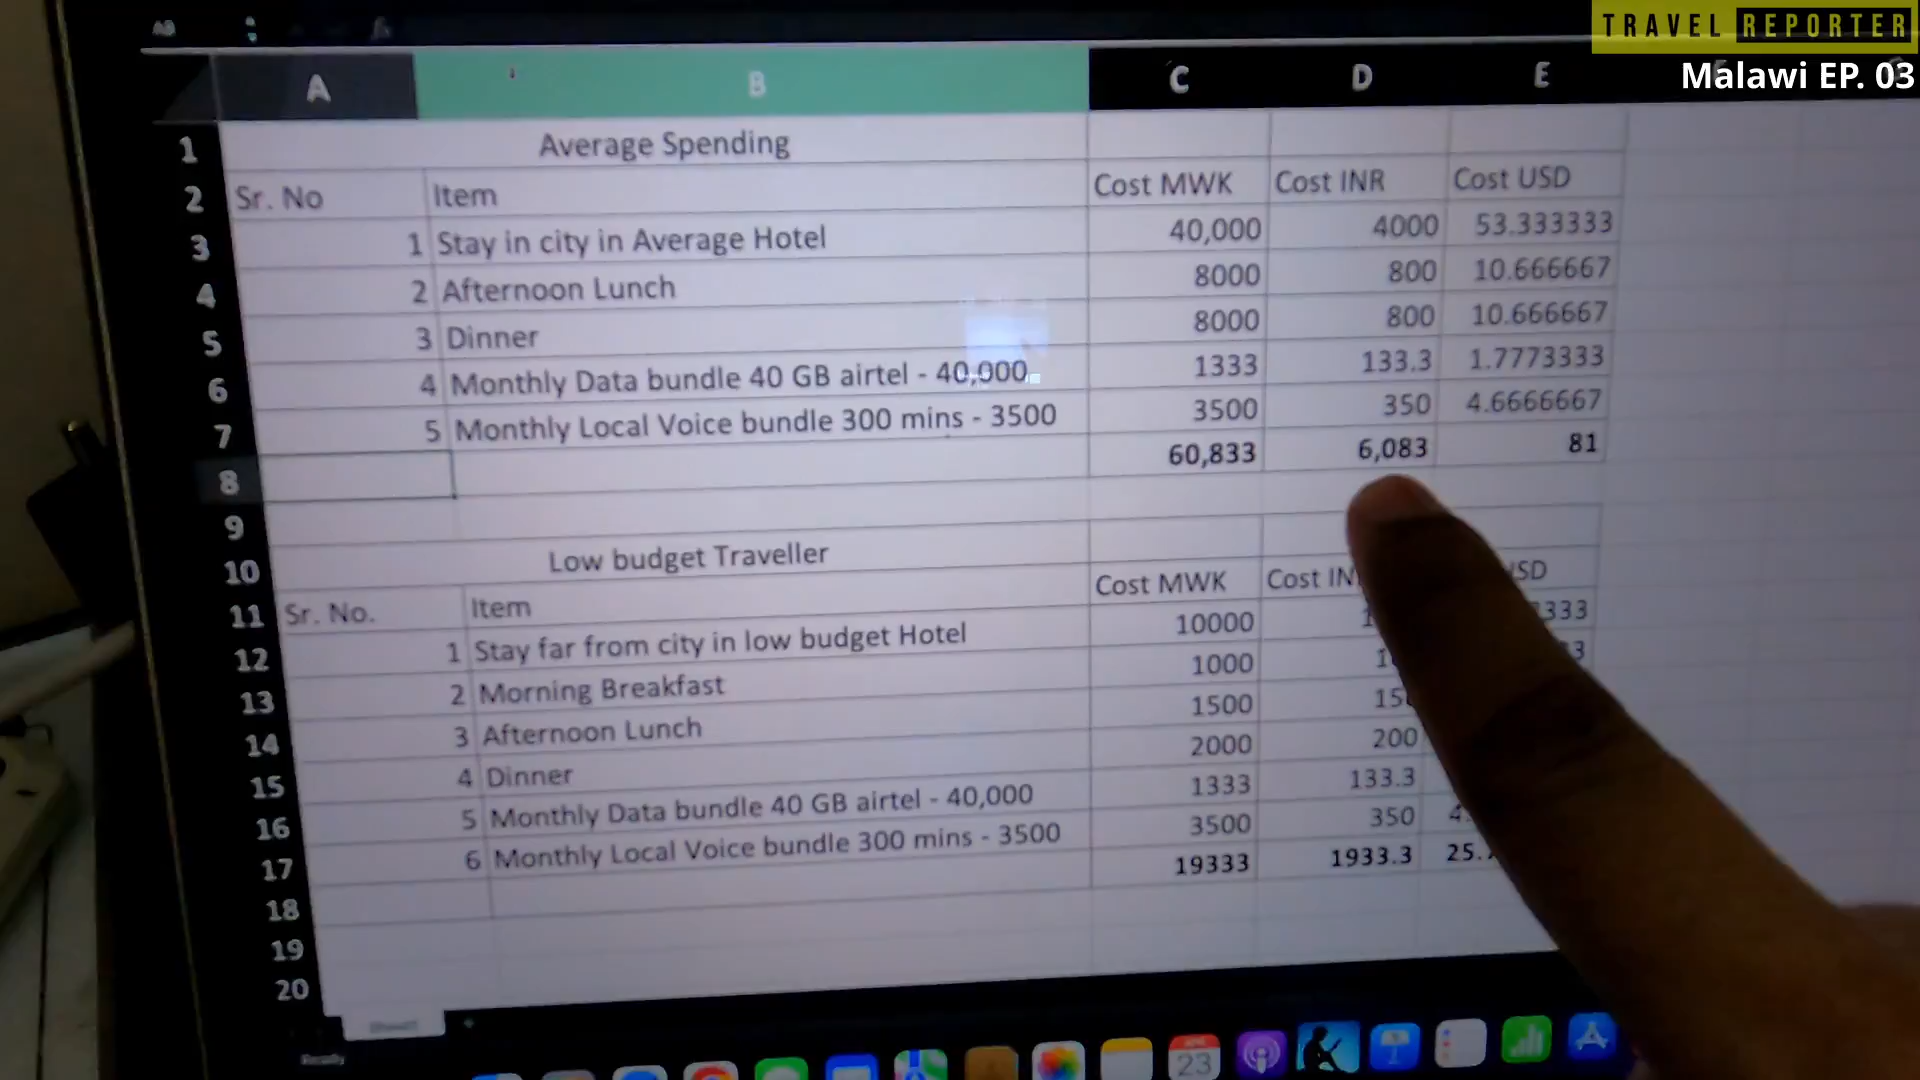 TRAVEL REPORTER
Malawi EP. 03
A B C D E
1 Average Spending
2 Sr. No Item Cost MWK Cost INR Cost USD
3 1 Stay in city in Average Hotel 40,000 4000 53.333333
4 2 Afternoon Lunch 8000 800 10.666667
5 3 Dinner 8000 800 10.666667
6 4 Monthly Data bundle 40 GB airtel - 40,000 1333 133.3 1.7773333
7 5 Monthly Local Voice bundle 300 mins - 3500 3500 350 4.6666667
8 60,833 6,083 81
9
10 Low budget Traveller
11 Sr. No. Item Cost MWK Cost
12 1 Stay far from city in low budget Hotel 10000
13 2 Morning Breakfast 1000
14 3 Afternoon Lunch 1500
15 4 Dinner 2000 200
16 5 Monthly Data bundle 40 GB airtel - 40,000 1333 133.3
17 6 Monthly Local Voice bundle 300 mins - 3500 3500 350
18 19333 1933.3
19
20
23